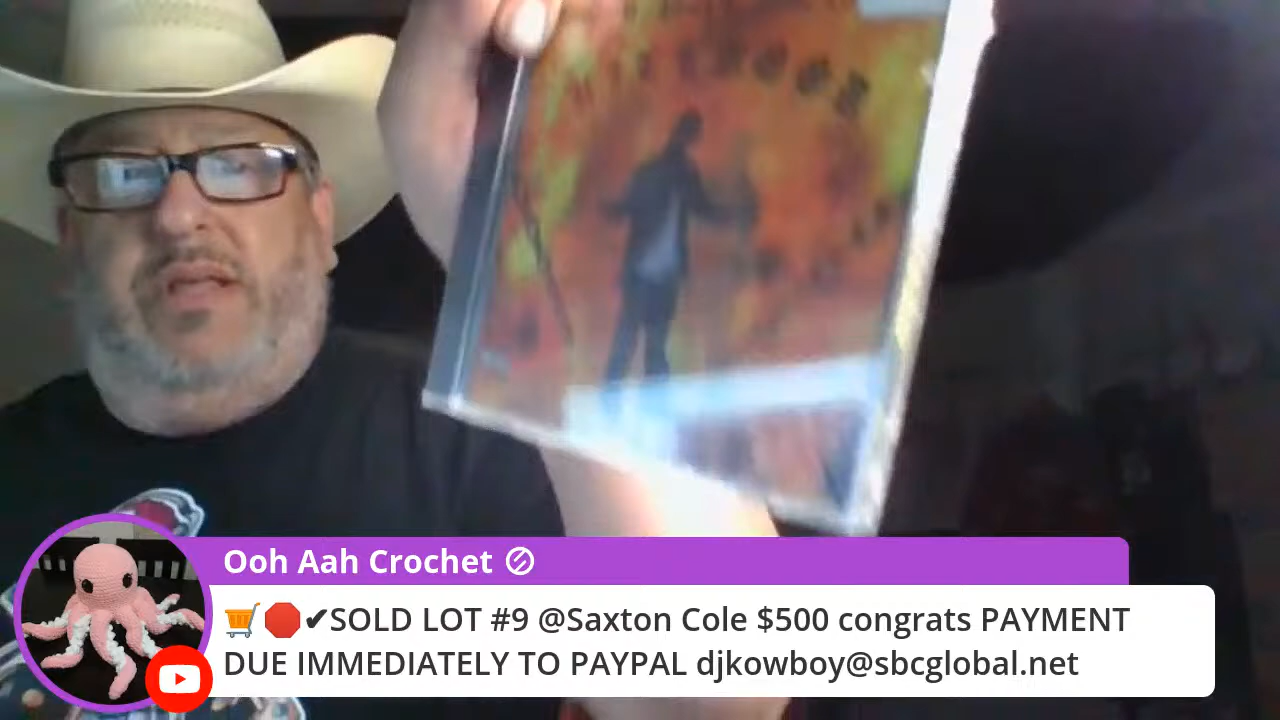 Ooh Aah Crochet
🛒🛑✔SOLD LOT #9 @Saxton Cole $500 congrats PAYMENT
DUE IMMEDIATELY TO PAYPAL djkowboy@sbcglobal.net